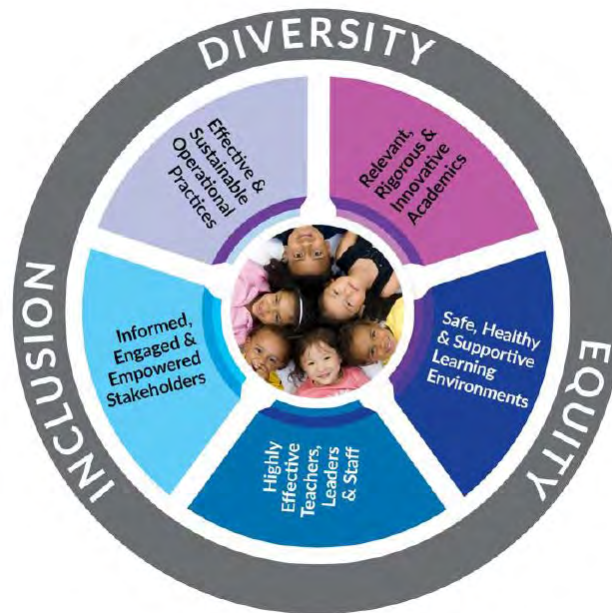 DIVERSITY
Effective &
Sustainable
Operational
Practices
Relevant,
Rigorous &
Innovative
Academics
Informed,
Engaged &
Empowered
Stakeholders
Safe, Healthy
& Supportive
Learning
Environments
Highly
Effective
Teachers,
Leaders
& Staff
INCLUSION
EQUITY